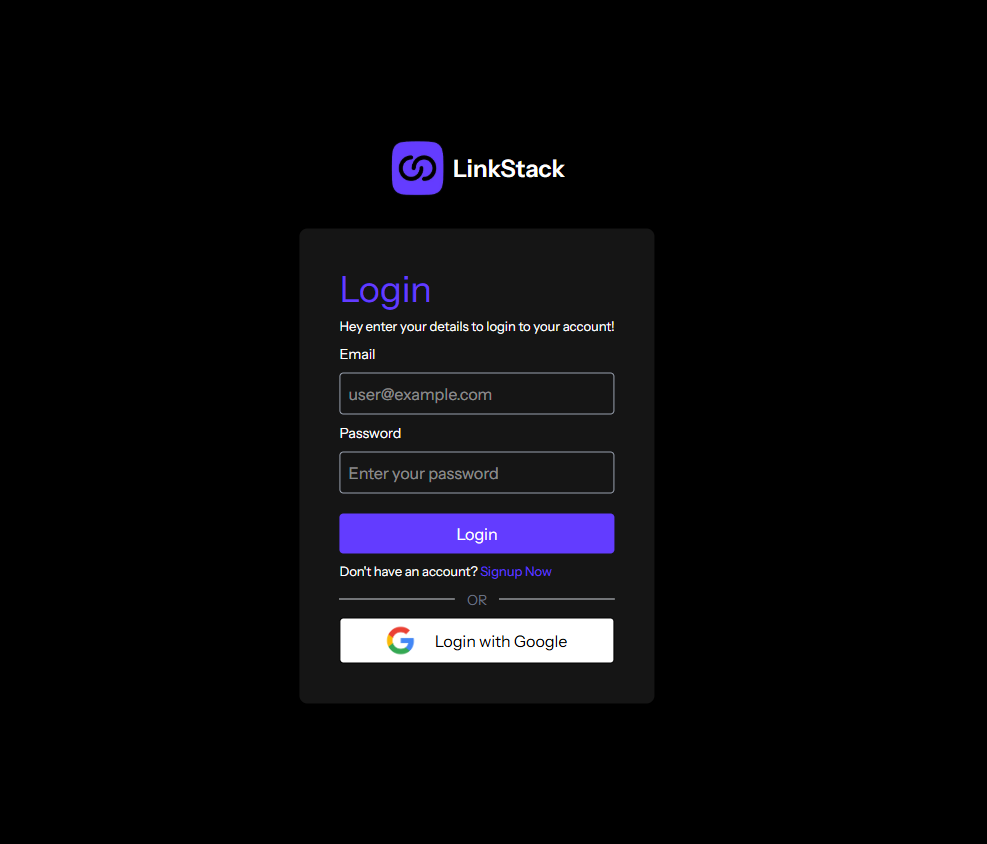 LinkStack
Login
Hey enter your details to login to your account!
Email
user@example.com
Password
Enter your password
Login
Don't have an account? Signup Now
OR
Login with Google